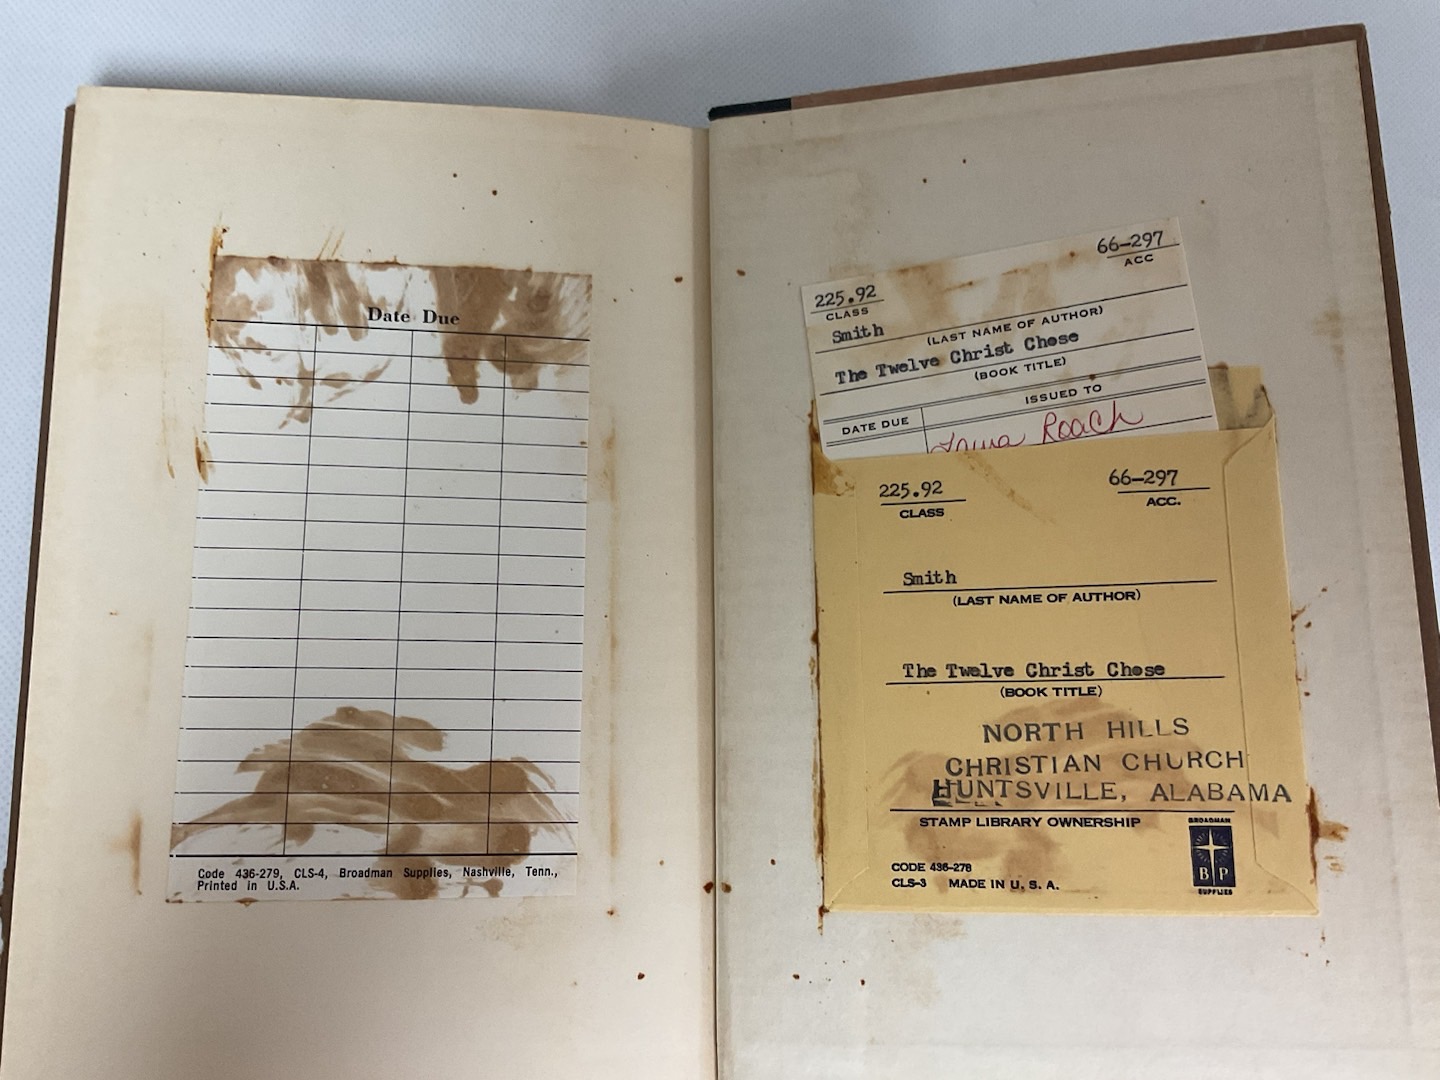 Date Due
Code 436-279, CLS-4, Broadman Supplies, Nashville, Tenn.,
Printed in U.S.A.
66-297
ACC
225.92
CLASS
Smith
(LAST NAME OF AUTHOR)
The Twelve Christ Chose
(BOOK TITLE)
ISSUED TO
DATE DUE
Roach
225.92
66-297
CLASS
ACC.
Smith
(LAST NAME OF AUTHOR)
The Twelve Christ Chose
(BOOK TITLE)
NORTH HILLS
CHRISTIAN CHURCH
HUNTSVILLE, ALABAMA
STAMP LIBRARY OWNERSHIP
BROADMAN
B P
SUPPLIES
CODE 436-278
CLS-3 MADE IN U. S. A.